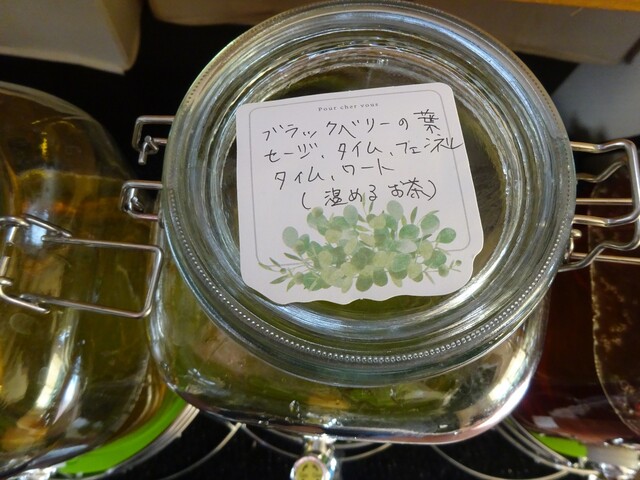 Pour cher vous
ブラックベリーの葉
セージ、タイム、フェンネル
タイム、ワート
(温める お茶)